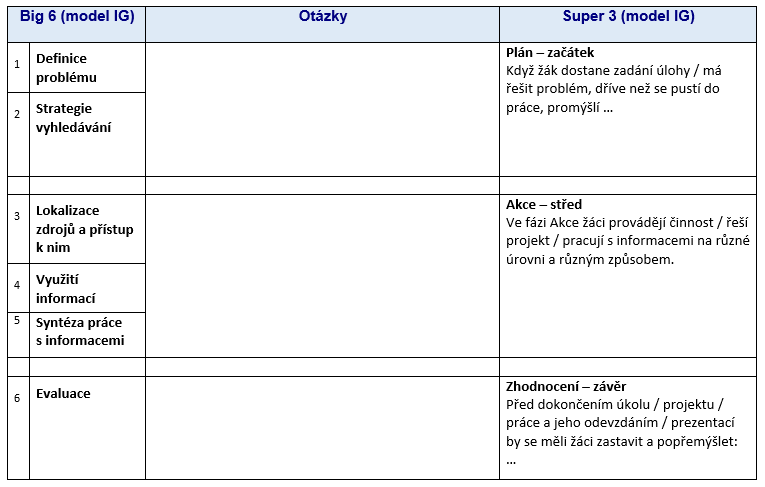 Big 6 (model IG)
Otázky
Super 3 (model IG)
1
Definice
problému
2
Strategie
vyhledávání
Plán – začátek
Když žák dostane zadání úlohy / má
řešit problém, dříve než se pustí do
práce, promýšlí …
3
Lokalizace
zdrojů a přístup
k nim
4
Využití
informací
5
Syntéza práce
s informacemi
Akce – střed
Ve fázi Akce žáci provádějí činnost / řeší
projekt / pracují s informacemi na různé
úrovni a různým způsobem.
6
Evaluace
Zhodnocení – závěr
Před dokončením úkolu / projektu /
práce a jeho odevzdáním / prezentací
by se měli žáci zastavit a popřemýšlet:
…